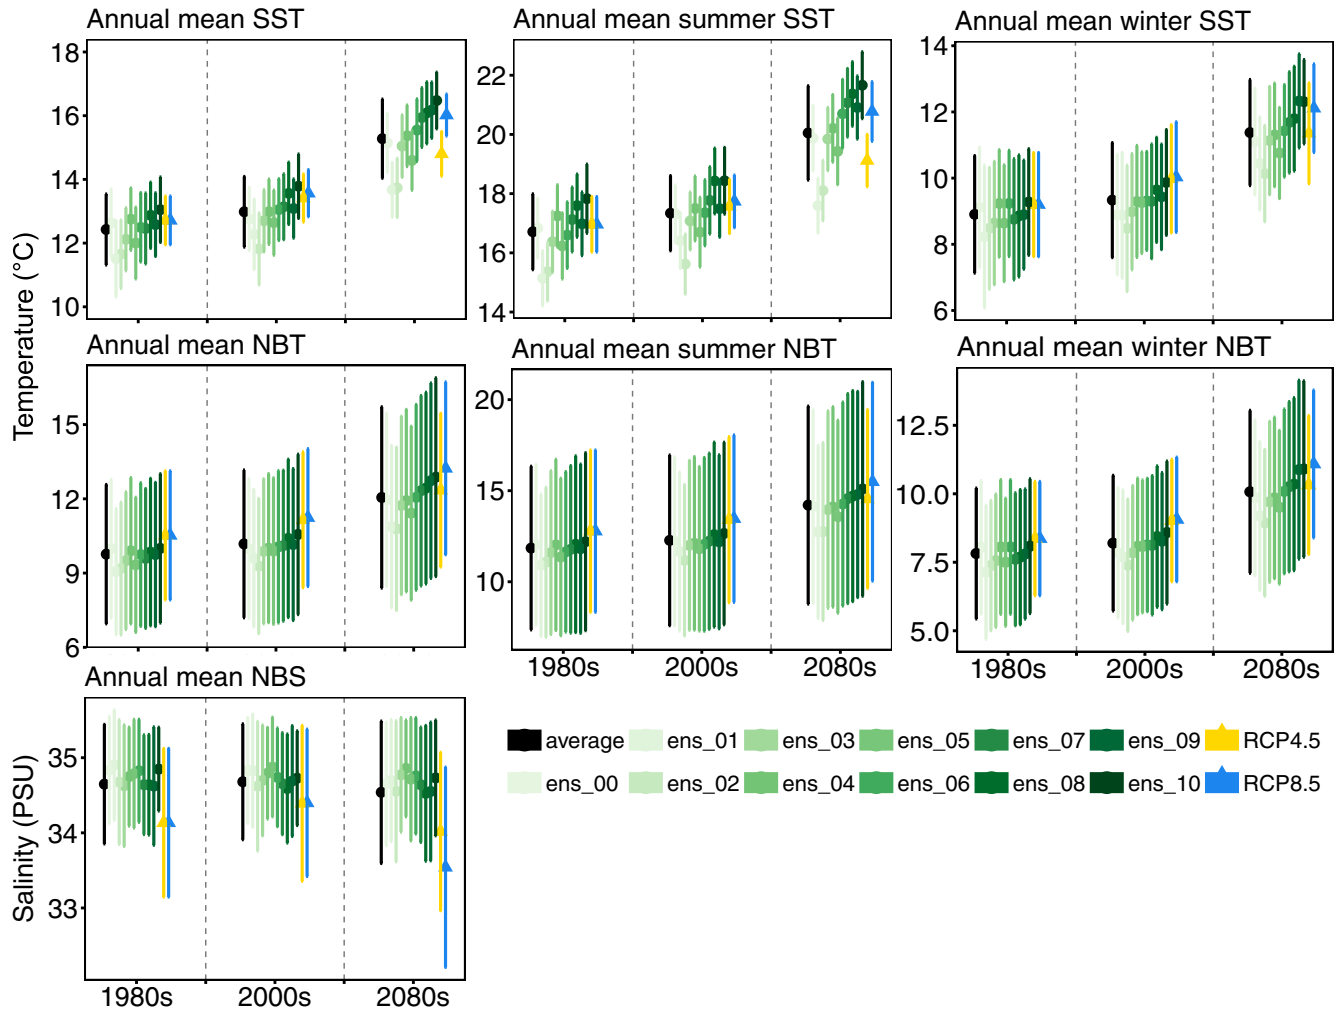 Annual mean SST
Annual mean summer SST
Annual mean winter SST
Temperature (°C)
18
16
14
12
10
22
20
18
16
14
14
12
10
8
6
Annual mean NBT
Annual mean summer NBT
Annual mean winter NBT
15
12
9
6
20
15
10
12.5
10.0
7.5
5.0
1980s 2000s 2080s
1980s 2000s 2080s
Annual mean NBS
Salinity (PSU)
35
34
33
1980s 2000s 2080s
average ens_01 ens_03 ens_05 ens_07 ens_09 RCP4.5
ens_00 ens_02 ens_04 ens_06 ens_08 ens_10 RCP8.5